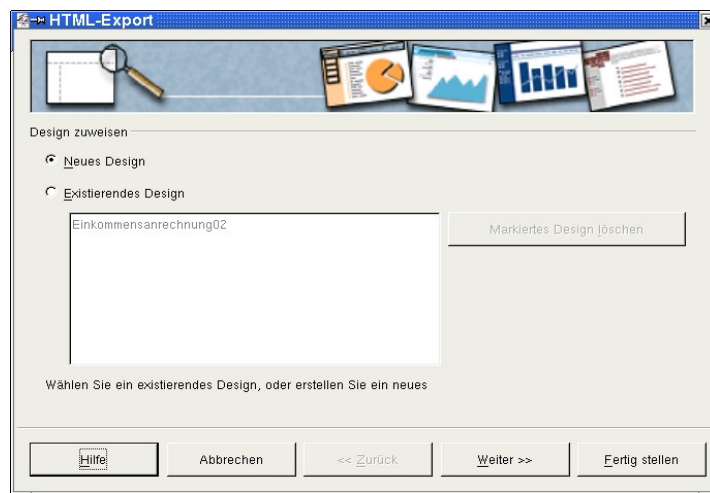 HTML-Export
Design zuweisen
Neues Design
Existierendes Design
Einkommensanrechnung02
Markiertes Design löschen
Wählen Sie ein existierendes Design, oder erstellen Sie ein neues
Hilfe
Abbrechen
<< Zurück
Weiter >>
Fertig stellen